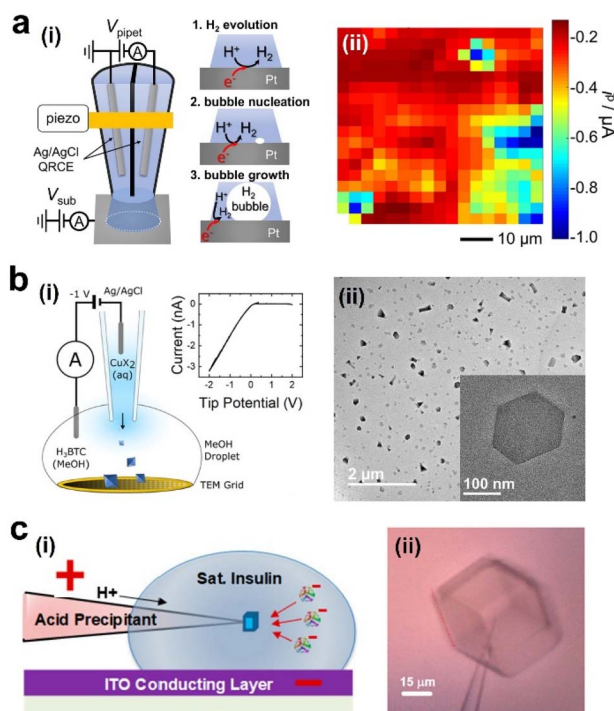 a
(i)
V_pipet
A
piezo
Ag/AgCl
QRCE
V_sub
A
1. H₂ evolution
H⁺
H₂
e⁻
Pt
2. bubble nucleation
H⁺
H₂
e⁻
Pt
3. bubble growth
H₂
bubble
H⁺
H₂
e⁻
Pt
(ii)
-0.2
-0.4
-0.6
-0.8
-1.0
10 µm
b
(i)
-1 V
Ag/AgCl
A
CuX₂
(aq)
H₃BTC
(MeOH)
MeOH
Droplet
TEM Grid
Current (nA)
0
-1
-2
-3
-2
-1
0
1
2
Tip Potential (V)
(ii)
2 µm
100 nm
c
(i)
+
H+
Acid Precipitant
Sat. Insulin
ITO Conducting Layer
(ii)
15 µm